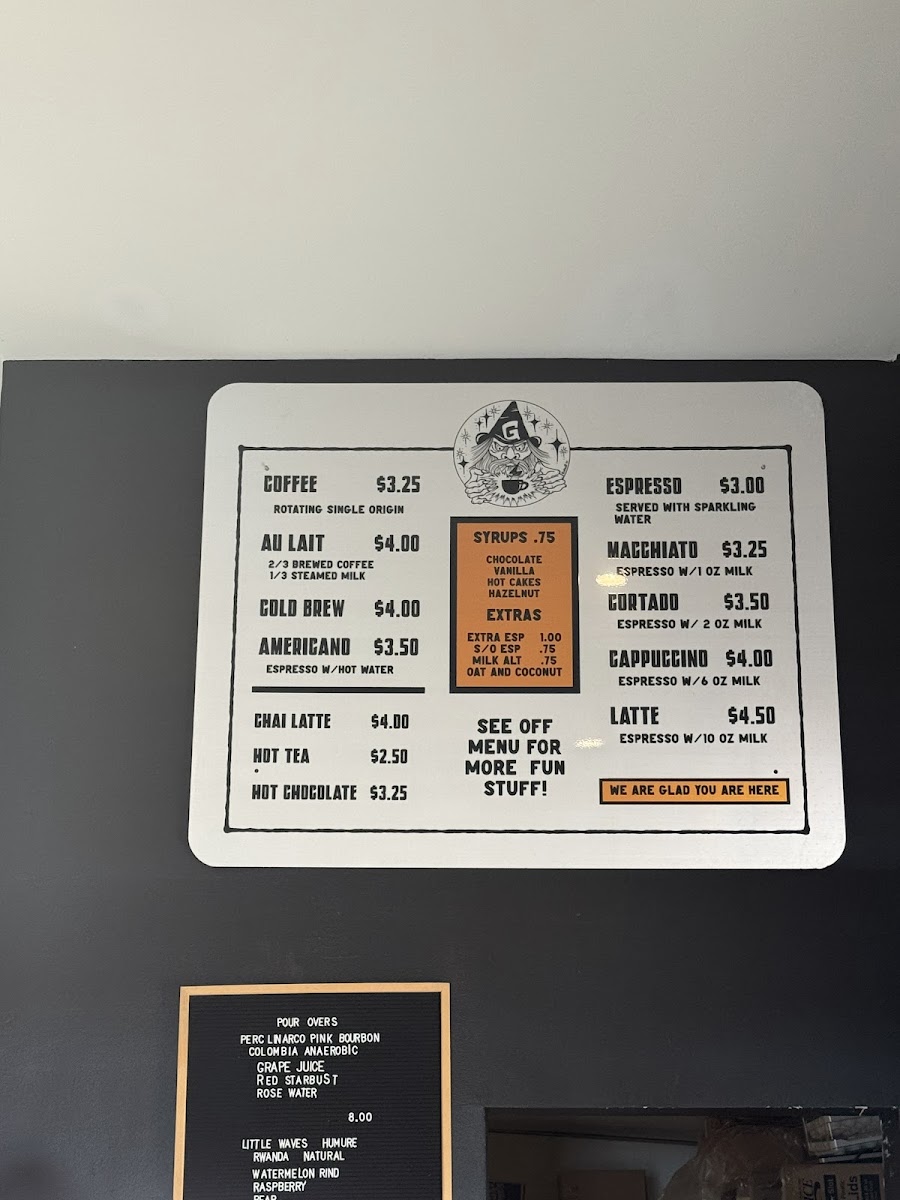 G
COFFEE $3.25
ROTATING SINGLE ORIGIN
AU LAIT $4.00
2/3 BREWED COFFEE
1/3 STEAMED MILK
COLD BREW $4.00
AMERICANO $3.50
ESPRESSO W/HOT WATER
CHAI LATTE $4.00
HOT TEA $2.50
HOT CHOCOLATE $3.25
SYRUPS .75
CHOCOLATE
VANILLA
HOT CAKES
HAZELNUT
EXTRAS
EXTRA ESP 1.00
S/O ESP .75
MILK ALT .75
OAT AND COCONUT
SEE OFF
MENU FOR
MORE FUN
STUFF!
ESPRESSO $3.00
SERVED WITH SPARKLING
WATER
MACCHIATO $3.25
ESPRESSO W/1 OZ MILK
CORTADO $3.50
ESPRESSO W/ 2 OZ MILK
CAPPUCCINO $4.00
ESPRESSO W/6 OZ MILK
LATTE $4.50
ESPRESSO W/10 OZ MILK
WE ARE GLAD YOU ARE HERE
POUR OVERS
PERC LINARCO PINK BOURBON
COLOMBIA ANAEROBIC
GRAPE JUICE
RED STARBUST
ROSE WATER
8.00
LITTLE WAVES HUMURE
RWANDA NATURAL
WATERMELON RIND
RASPBERRY
PEAR